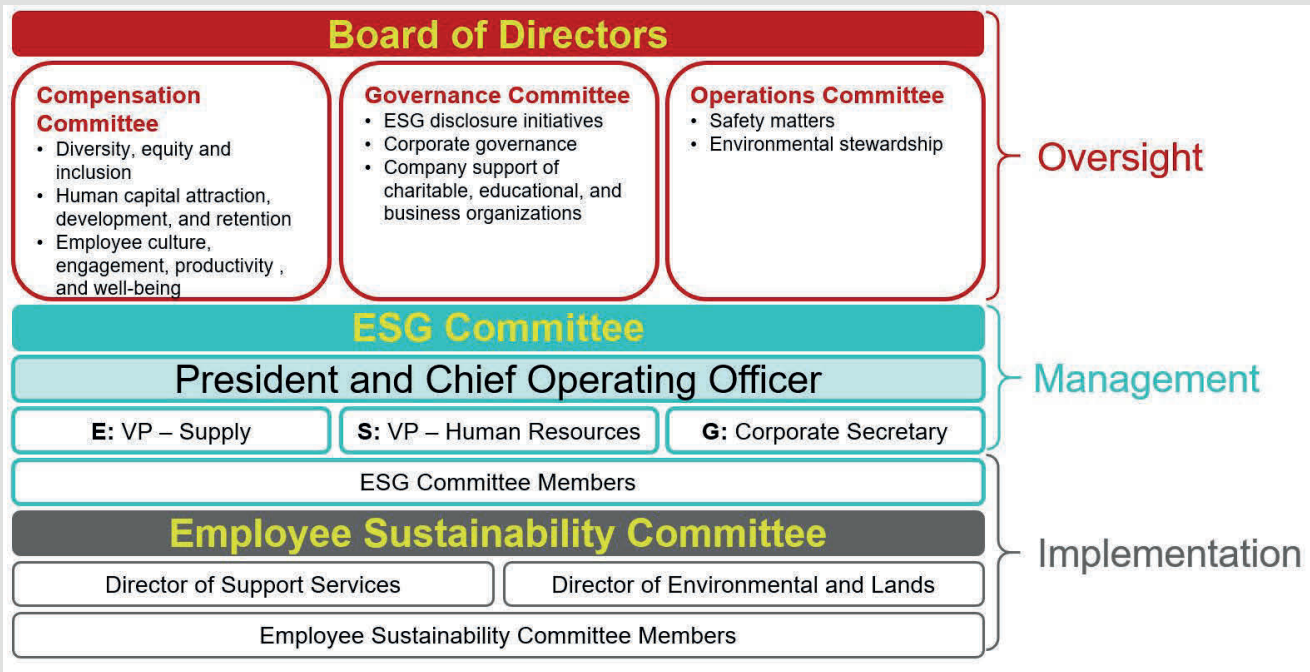 Board of Directors
Compensation
Committee
• Diversity, equity and
inclusion
• Human capital attraction,
development, and retention
• Employee culture,
engagement, productivity ,
and well-being
Governance Committee
• ESG disclosure initiatives
• Corporate governance
• Company support of
charitable, educational, and
business organizations
Operations Committee
• Safety matters
• Environmental stewardship
Oversight
ESG Committee
President and Chief Operating Officer
E: VP – Supply
S: VP – Human Resources
G: Corporate Secretary
Management
ESG Committee Members
Employee Sustainability Committee
Director of Support Services
Director of Environmental and Lands
Employee Sustainability Committee Members
Implementation